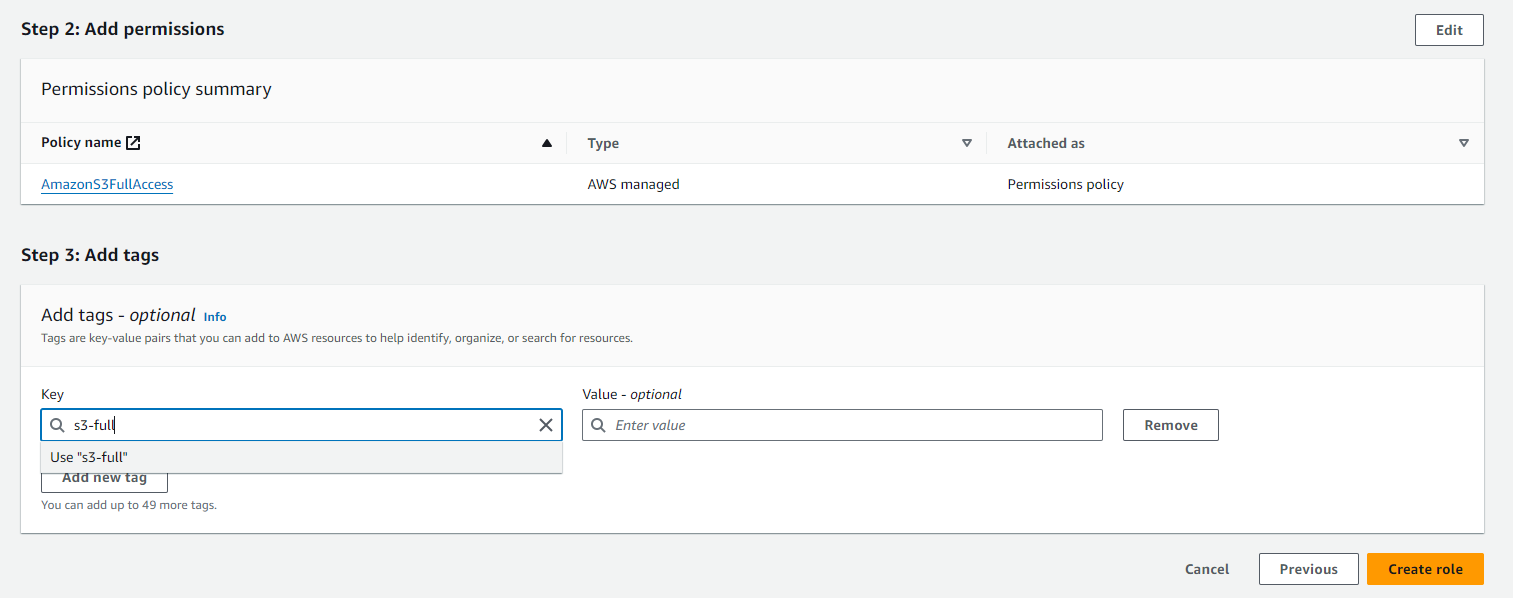 Step 2: Add permissions
Edit
Permissions policy summary
Policy name Type Attached as
AmazonS3FullAccess AWS managed Permissions policy
Step 3: Add tags
Add tags - optional Info
Tags are key-value pairs that you can add to AWS resources to help identify, organize, or search for resources.
Key Value - optional
s3-full Enter value Remove
Use "s3-full"
Add new tag
You can add up to 49 more tags.
Cancel Previous Create role